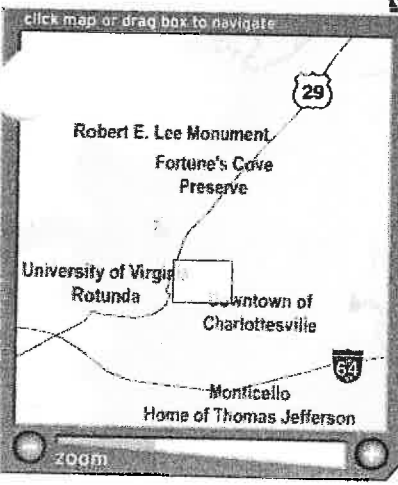 click map or drag box to navigate
29
Robert E. Lee Monument
Fortune's Cove
Preserve
University of Virginia
Rotunda
Downtown of
Charlottesville
64
Monticello
Home of Thomas Jefferson
zoom